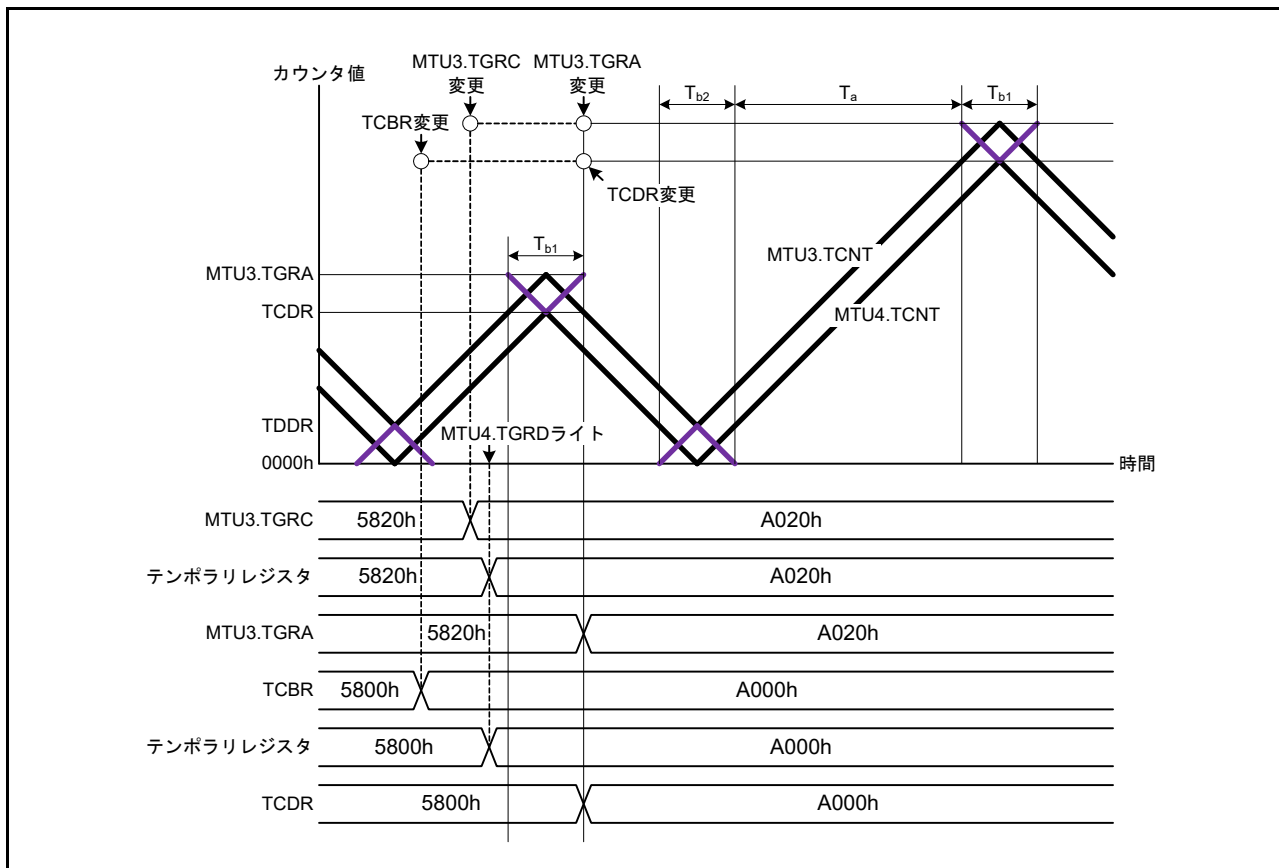 MTU3.TGRC
変更
MTU3.TGRA
変更
カウンタ値
TCBR変更
Tb2
Ta
Tb1
TCDR変更
Tb1
MTU3.TCNT
MTU4.TCNT
MTU3.TGRA
TCDR
TDDR
MTU4.TGRDライト
0000h
時間
MTU3.TGRC
5820h
A020h
テンポラリレジスタ
5820h
A020h
MTU3.TGRA
5820h
A020h
TCBR
5800h
A000h
テンポラリレジスタ
5800h
A000h
TCDR
5800h
A000h